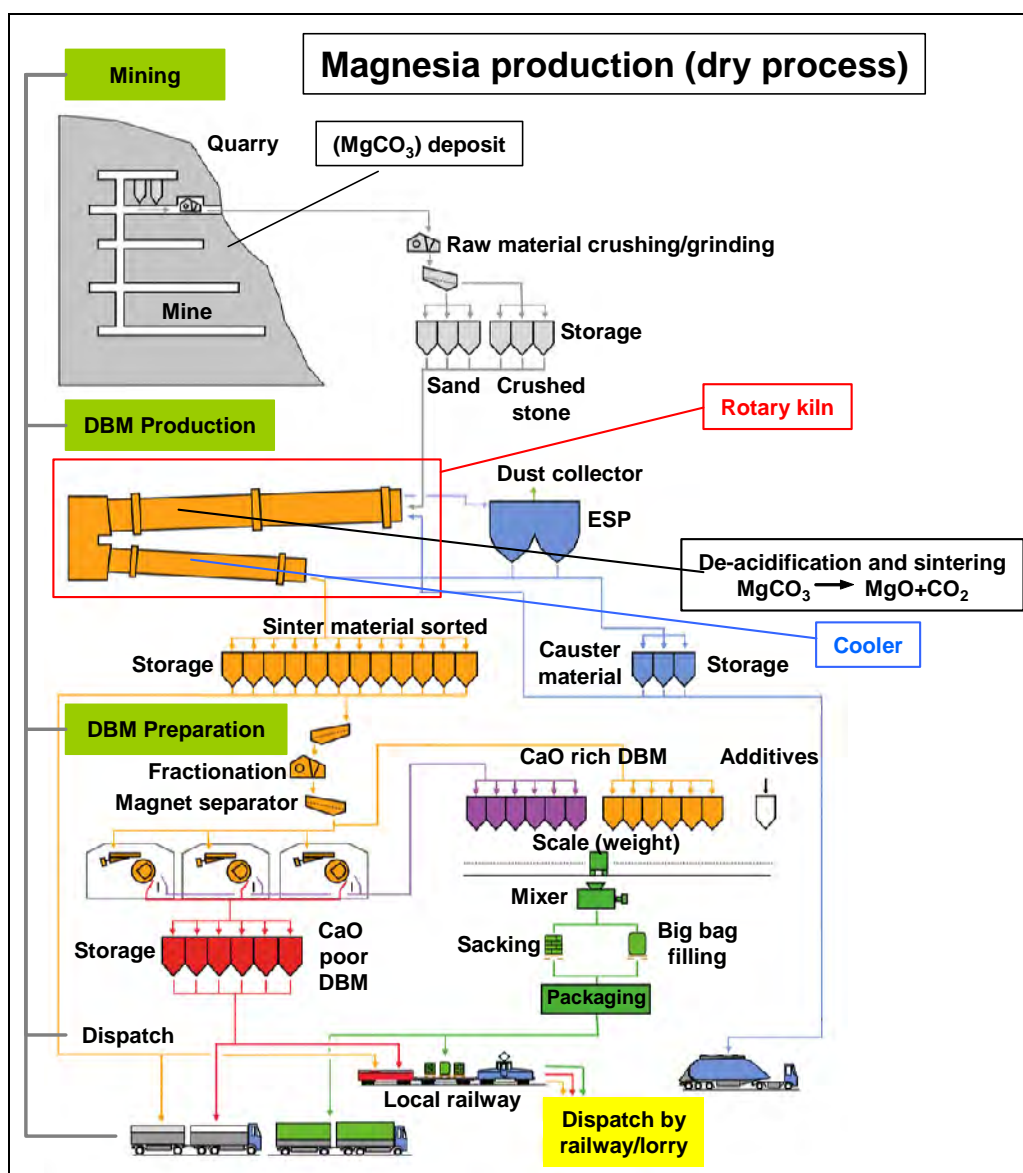 Magnesia production (dry process)
Mining
Quarry
(MgCO₃) deposit
Raw material crushing/grinding
Mine
Storage
Sand
Crushed
stone
Rotary kiln
DBM Production
Dust collector
ESP
De-acidification and sintering
MgCO₃ → MgO+CO₂
Sinter material sorted
Cooler
Storage
Causter
material
Storage
DBM Preparation
CaO rich DBM
Additives
Fractionation
Magnet separator
Scale (weight)
Mixer
Storage
CaO
poor
DBM
Sacking
Big bag
filling
Packaging
Dispatch
Local railway
Dispatch by
railway/lorry